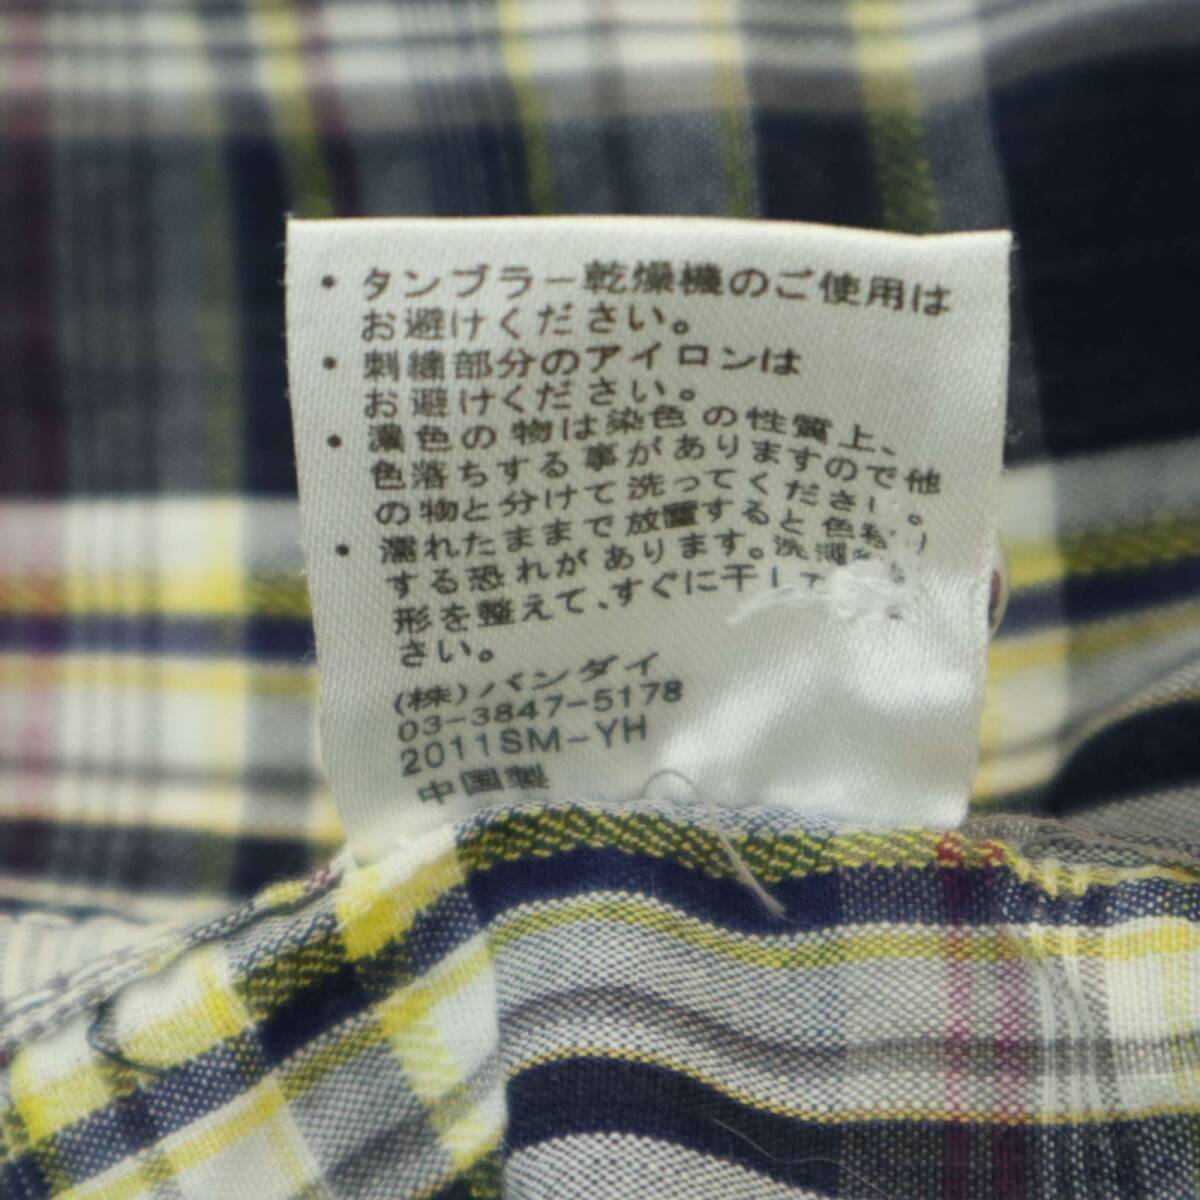 ・タンブラー乾燥機のご使用は
お避けください。
・刺繍部分のアイロンは
お避けください。
・濃色の物は染色の性質上、
色落ちする事がありますので他
の物と分けて洗ってください。
・濡れたままで放置すると色移り
する恐れがあります。洗濯
形を整えて、すぐに干して
さい。
(株)バンダイ
03-3847-5178
2011SM-YH
中国製